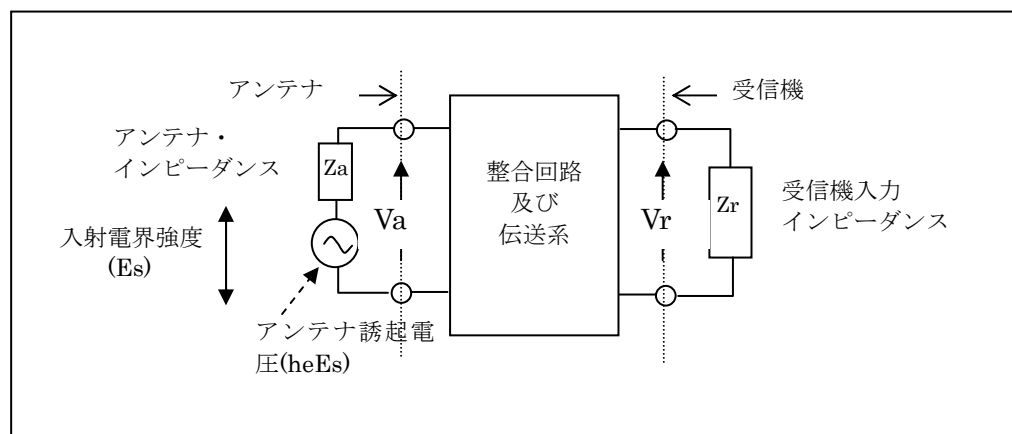 アンテナ
受信機
アンテナ・
インピーダンス
Za
Va
整合回路
及び
伝送系
Vr
Zr
受信機入力
インピーダンス
入射電界強度
(Es)
アンテナ誘起電
圧(heEs)